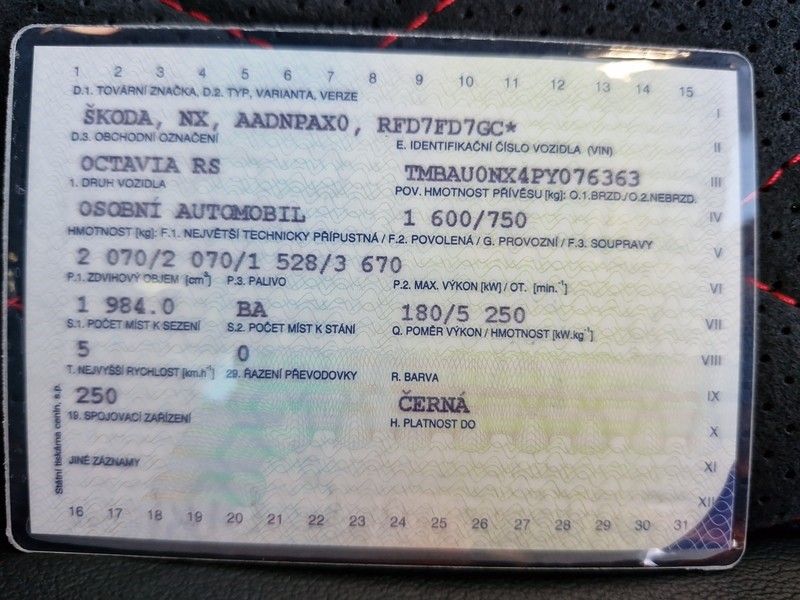 1 2 3 4 5 6 7 8 9 10 11 12 13 14 15
D.1. TOVÁRNÍ ZNAČKA, D.2. TYP, VARIANTA, VERZE
I
ŠKODA, NX, AADNPAX0, RFD7FD7GC*
D.3. OBCHODNÍ OZNAČENÍ E. IDENTIFIKAČNÍ ČÍSLO VOZIDLA (VIN)
II
OCTAVIA RS TMBAU0NX4PY076363
III
1. DRUH VOZIDLA POV. HMOTNOST PŘÍVĚSU [kg]: O.1.BRZD./O.2.NEBRZD.
OSOBNÍ AUTOMOBIL 1 600/750
IV
HMOTNOST [kg]: F.1. NEJVĚTŠÍ TECHNICKY PŘÍPUSTNÁ / F.2. POVOLENÁ / G. PROVOZNÍ / F.3. SOUPRAVY
V
2 070/2 070/1 528/3 670
P.1. ZDVIHOVÝ OBJEM [cm³] P.3. PALIVO P.2. MAX. VÝKON [kW] / OT. [min.⁻¹]
VI
1 984.0 BA 180/5 250
VII
S.1. POČET MÍST K SEZENÍ S.2. POČET MÍST K STÁNÍ Q. POMĚR VÝKON / HMOTNOST [kW.kg⁻¹]
5 0
VIII
T. NEJVYŠŠÍ RYCHLOST [km.h⁻¹] 29. ŘAZENÍ PŘEVODOVKY R. BARVA
250 ČERNÁ
IX
19. SPOJOVACÍ ZAŘÍZENÍ H. PLATNOST DO
X
JINÉ ZÁZNAMY
XI
XII
Státní tiskárna cenin, s.p.
16 17 18 19 20 21 22 23 24 25 26 27 28 29 30 31